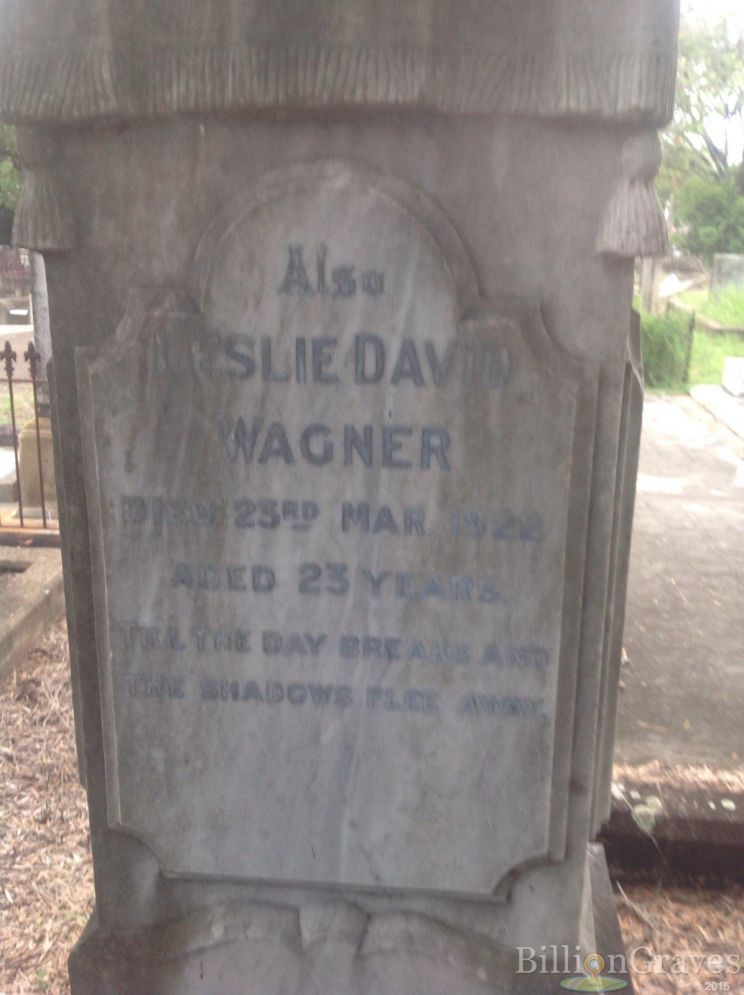 Also
LESLIE DAVID
WAGNER
DIED 23RD MAR 1922
AGED 23 YEARS.
TILL THE DAY BREAKS AND
THE SHADOWS FLEE AWAY.
BillionGraves
© 2015